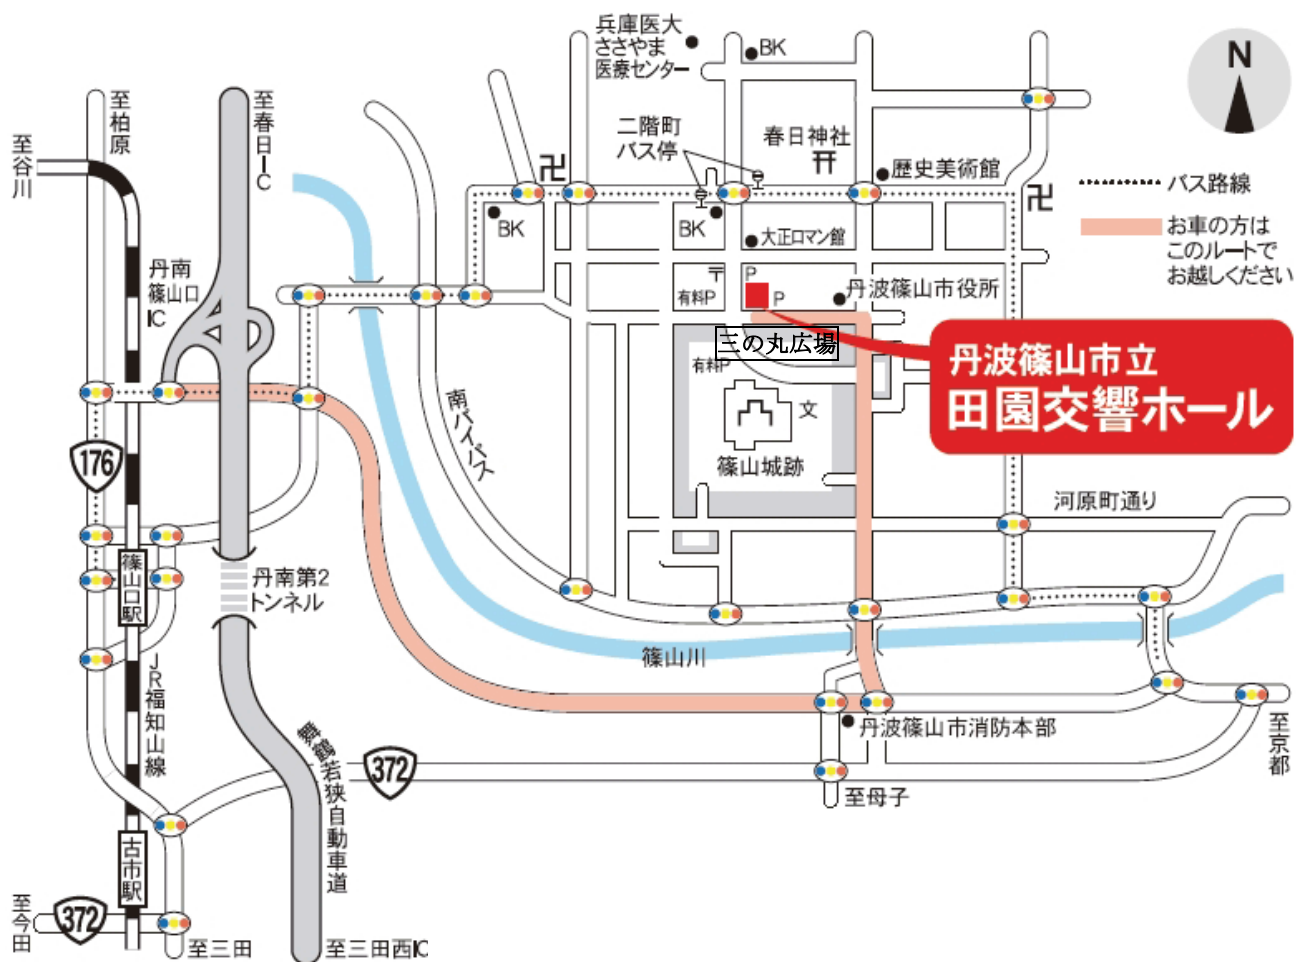 兵庫医大
ささやま
医療センター
BK
N
至柏原
至春日IC
至谷川
二階町
バス停
春日神社
歴史美術館
バス路線
お車の方は
このルートで
お越しください
BK
BK
大正ロマン館
丹南
篠山口
IC
〒
有料P
P
P
丹波篠山市役所
三の丸広場
有料P
丹波篠山市立
田園交響ホール
文
篠山城跡
南バイパス
176
河原町通り
篠山口駅
丹南第2
トンネル
篠山川
JR福知山線
丹波篠山市消防本部
舞鶴若狭自動車道
372
至京都
至母子
古市駅
至今田
372
至三田
至三田西IC